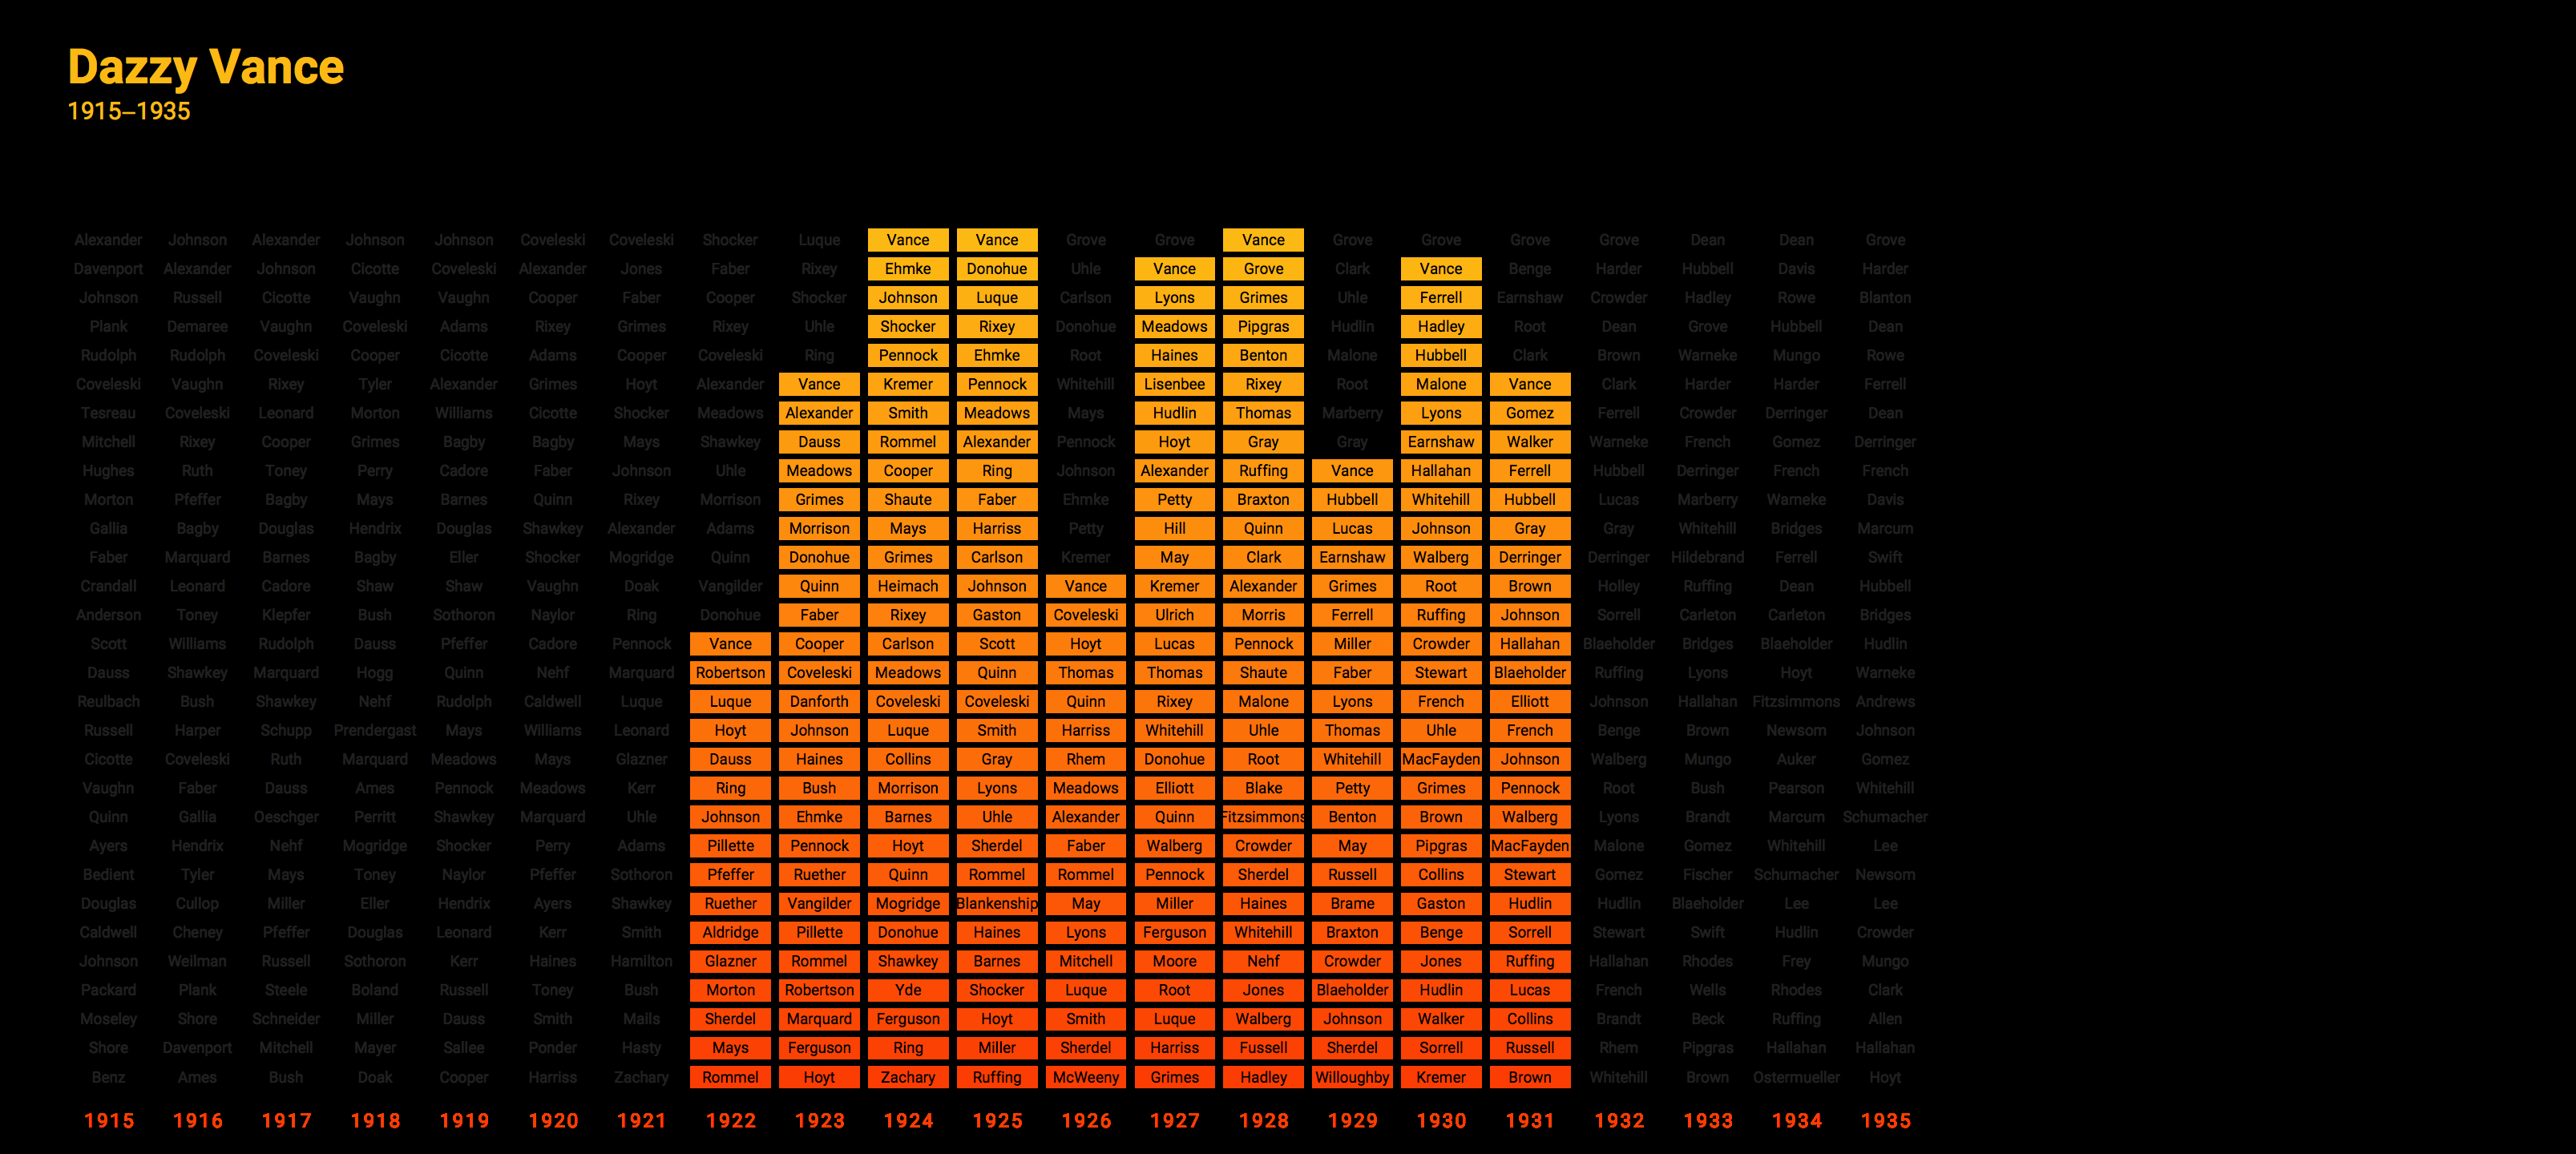 Dazzy Vance
1915–1935
Alexander Johnson Alexander Johnson Johnson Coveleski Coveleski Shocker Luque Vance Vance Grove Grove Vance Grove Grove Grove Grove Dean Dean Grove
Davenport Alexander Johnson Cicotte Coveleski Alexander Jones Faber Rixey Ehmke Donohue Uhle Vance Grove Clark Vance Benge Harder Hubbell Davis Harder
Johnson Russell Cicotte Vaughn Vaughn Cooper Faber Cooper Shocker Johnson Luque Carlson Lyons Grimes Uhle Ferrell Earnshaw Crowder Hadley Rowe Blanton
Plank Demaree Vaughn Coveleski Adams Rixey Grimes Rixey Uhle Shocker Rixey Donohue Meadows Pipgras Hudlin Hadley Root Dean Grove Hubbell Dean
Rudolph Rudolph Coveleski Cooper Cicotte Adams Cooper Coveleski Ring Pennock Ehmke Root Haines Benton Malone Hubbell Clark Brown Warneke Mungo Rowe
Coveleski Vaughn Rixey Tyler Alexander Grimes Hoyt Alexander Vance Kremer Pennock Whitehill Lisenbee Rixey Root Malone Vance Clark Harder Harder Ferrell
Tesreau Coveleski Leonard Morton Williams Cicotte Shocker Meadows Alexander Smith Meadows Mays Hudlin Thomas Marberry Lyons Gomez Ferrell Crowder Derringer Dean
Mitchell Rixey Cooper Grimes Bagby Bagby Mays Shawkey Dauss Rommel Alexander Pennock Hoyt Gray Gray Earnshaw Walker Warneke French Gomez Derringer
Hughes Ruth Toney Perry Cadore Faber Johnson Uhle Meadows Cooper Ring Johnson Alexander Ruffing Vance Hallahan Ferrell Hubbell Derringer French French
Morton Pfeffer Bagby Mays Barnes Quinn Rixey Morrison Grimes Shaute Faber Ehmke Petty Braxton Hubbell Whitehill Hubbell Lucas Marberry Warneke Davis
Gallia Bagby Douglas Hendrix Douglas Shawkey Alexander Adams Morrison Mays Harriss Petty Hill Quinn Lucas Johnson Gray Gray Whitehill Bridges Marcum
Faber Marquard Barnes Bagby Eller Shocker Mogridge Quinn Donohue Grimes Carlson Kremer May Clark Earnshaw Walberg Derringer Derringer Hildebrand Ferrell Swift
Crandall Leonard Cadore Shaw Shaw Vaughn Doak Vangilder Quinn Heimach Johnson Vance Kremer Alexander Grimes Root Brown Holley Ruffing Dean Hubbell
Anderson Toney Klepfer Bush Sothoron Naylor Ring Donohue Faber Rixey Gaston Coveleski Ulrich Morris Ferrell Ruffing Johnson Sorrell Carleton Carleton Bridges
Scott Williams Rudolph Dauss Pfeffer Cadore Pennock Vance Cooper Carlson Scott Hoyt Lucas Pennock Miller Crowder Hallahan Blaeholder Bridges Blaeholder Hudlin
Dauss Shawkey Marquard Hogg Quinn Nehf Marquard Robertson Coveleski Meadows Quinn Thomas Thomas Shaute Faber Stewart Blaeholder Ruffing Lyons Hoyt Warneke
Reulbach Bush Shawkey Nehf Rudolph Caldwell Luque Luque Danforth Coveleski Coveleski Quinn Rixey Malone Lyons French Elliott Johnson Hallahan Fitzsimmons Andrews
Russell Harper Schupp Prendergast Mays Williams Leonard Hoyt Johnson Luque Smith Harriss Whitehill Uhle Thomas Uhle French Benge Brown Newsom Johnson
Cicotte Coveleski Ruth Marquard Meadows Mays Glazner Dauss Haines Collins Gray Rhem Donohue Root Whitehill MacFayden Johnson Walberg Mungo Auker Gomez
Vaughn Faber Dauss Ames Pennock Meadows Kerr Ring Bush Morrison Lyons Meadows Elliott Blake Petty Grimes Pennock Root Bush Pearson Whitehill
Quinn Gallia Oeschger Perritt Shawkey Marquard Uhle Johnson Ehmke Barnes Uhle Alexander Quinn Fitzsimmons Benton Brown Walberg Lyons Brandt Marcum Schumacher
Ayers Hendrix Nehf Mogridge Shocker Perry Adams Pillette Pennock Hoyt Sherdel Faber Walberg Crowder May Pipgras MacFayden Malone Gomez Whitehill Lee
Bedient Tyler Mays Toney Naylor Pfeffer Sothoron Pfeffer Ruether Quinn Rommel Rommel Pennock Sherdel Russell Collins Stewart Gomez Fischer Schumacher Newsom
Douglas Cullop Miller Eller Hendrix Ayers Shawkey Ruether Vangilder Mogridge Blankenship May Miller Haines Brame Gaston Hudlin Hudlin Blaeholder Lee Lee
Caldwell Cheney Pfeffer Douglas Leonard Kerr Smith Aldridge Pillette Donohue Haines Lyons Ferguson Whitehill Braxton Benge Sorrell Stewart Swift Hudlin Crowder
Johnson Weilman Russell Sothoron Kerr Haines Hamilton Glazner Rommel Shawkey Barnes Mitchell Moore Nehf Crowder Jones Ruffing Hallahan Rhodes Frey Mungo
Packard Plank Steele Boland Russell Toney Bush Morton Robertson Yde Shocker Luque Root Jones Blaeholder Hudlin Lucas French Wells Rhodes Clark
Moseley Shore Schneider Miller Dauss Smith Mails Sherdel Marquard Ferguson Hoyt Smith Luque Walberg Johnson Walker Collins Brandt Beck Ruffing Allen
Shore Davenport Mitchell Mayer Sallee Ponder Hasty Mays Ferguson Ring Miller Sherdel Harriss Fussell Sherdel Sorrell Russell Rhem Pipgras Hallahan Hallahan
Benz Ames Bush Doak Cooper Harriss Zachary Rommel Hoyt Zachary Ruffing McWeeny Grimes Hadley Willoughby Kremer Brown Whitehill Brown Ostermueller Hoyt
1915 1916 1917 1918 1919 1920 1921 1922 1923 1924 1925 1926 1927 1928 1929 1930 1931 1932 1933 1934 1935